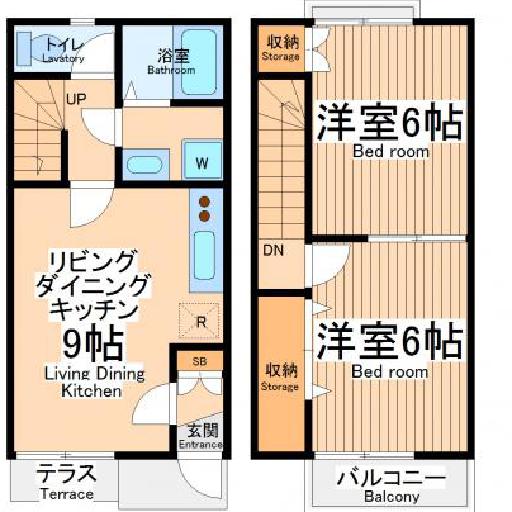 トイレ
Lavatory
浴室
Bathroom
UP
W
リビング
ダイニング
キッチン
9帖
Living Dining
Kitchen
R
SB
玄関
Entrance
テラス
Terrace
収納
Storage
洋室6帖
Bed room
DN
洋室6帖
Bed room
収納
Storage
バルコニー
Balcony